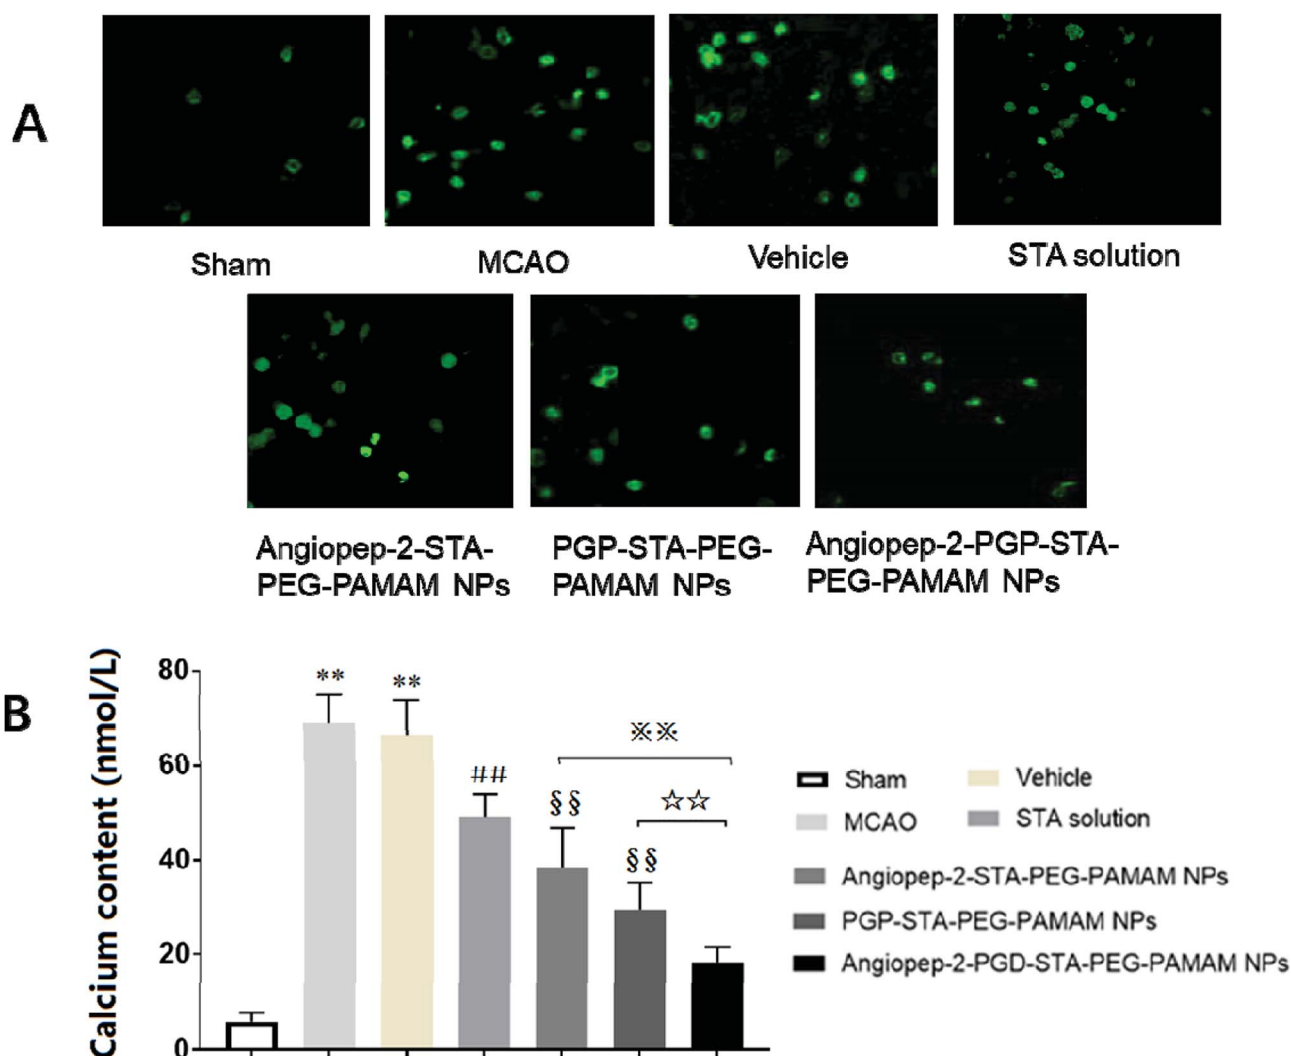 A
Sham
MCAO
Vehicle
STA solution
Angiopep-2-STA-
PEG-PAMAM NPs
PGP-STA-PEG-
PAMAM NPs
Angiopep-2-PGP-STA-
PEG-PAMAM NPs
B
Calcium content (nmol/L)
80
60
40
20
0
**
**
##
§§
§§
※※
☆☆
Sham
Vehicle
MCAO
STA solution
Angiopep-2-STA-PEG-PAMAM NPs
PGP-STA-PEG-PAMAM NPs
Angiopep-2-PGD-STA-PEG-PAMAM NPs